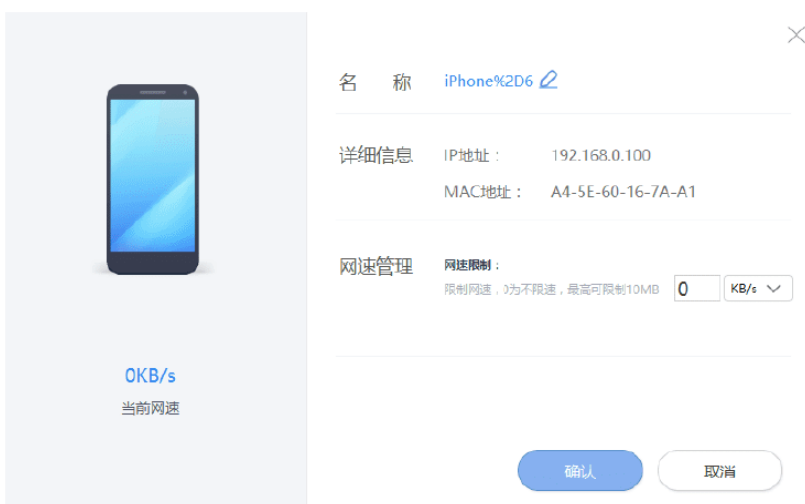 名 称 iPhone%2D6
详细信息 IP地址： 192.168.0.100
MAC地址： A4-5E-60-16-7A-A1
网速管理 网速限制：
限制网速，0为不限速，最高可限制10MB 0 KB/s
0KB/s
当前网速
确认 取消